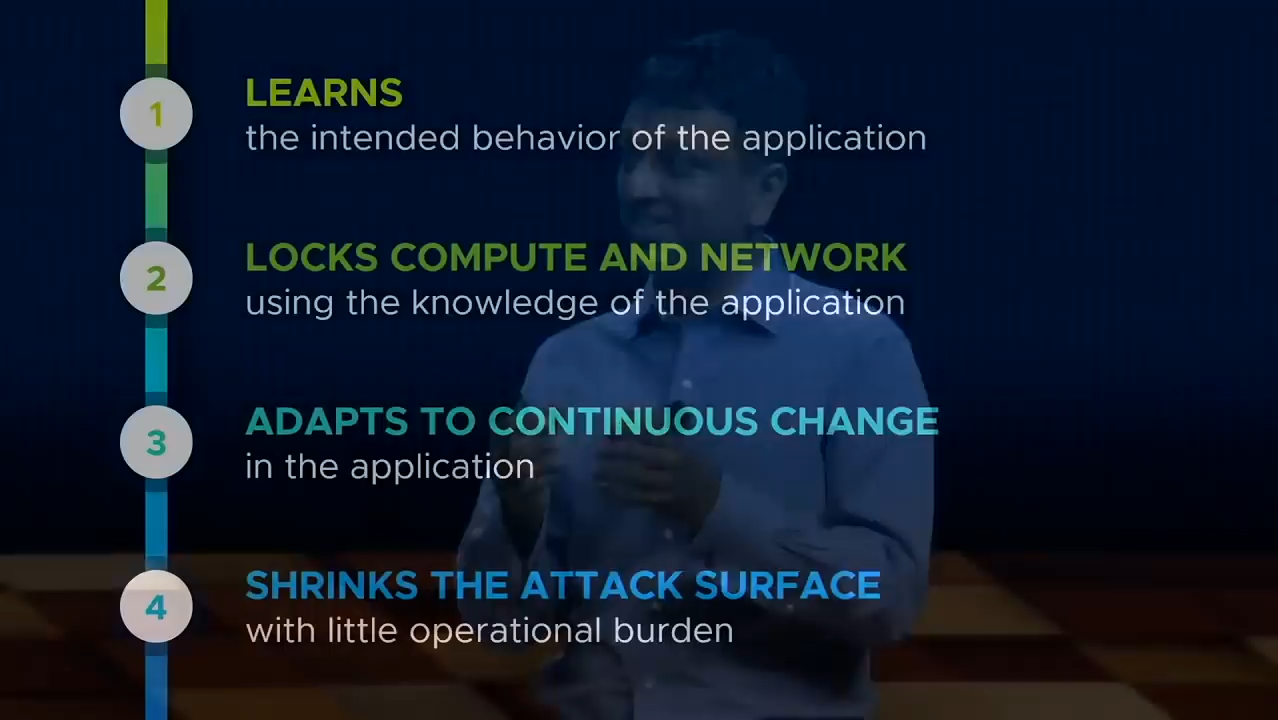 1
LEARNS
the intended behavior of the application
2
LOCKS COMPUTE AND NETWORK
using the knowledge of the application
3
ADAPTS TO CONTINUOUS CHANGE
in the application
4
SHRINKS THE ATTACK SURFACE
with little operational burden